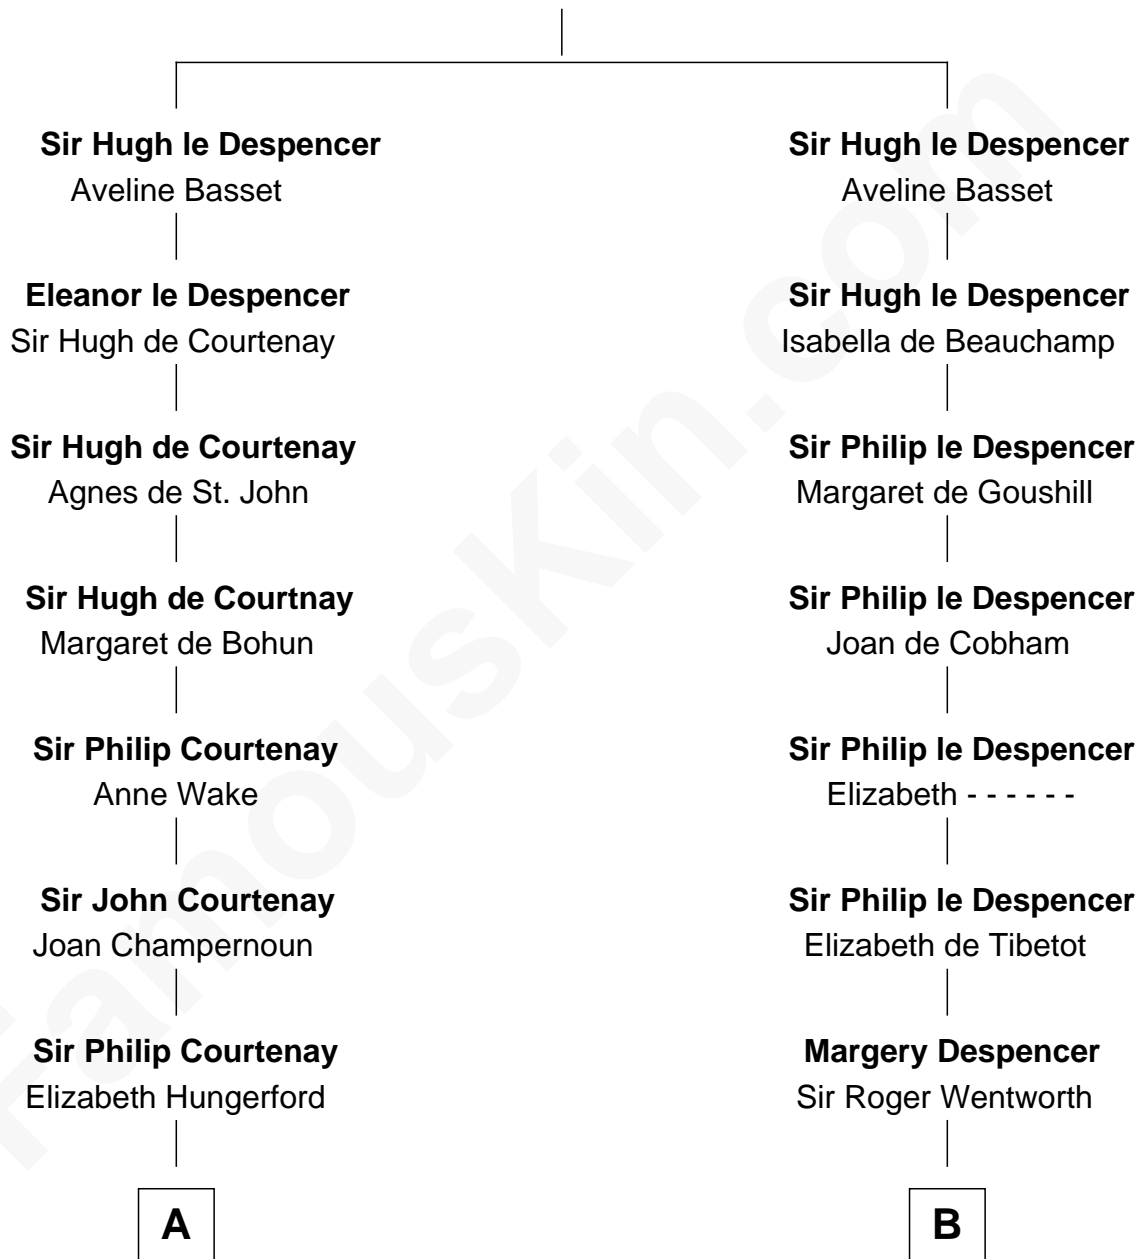 Sir Hugh le Despencer
Aveline Basset
Eleanor le Despencer
Sir Hugh de Courtenay
Sir Hugh de Courtenay
Agnes de St. John
Sir Hugh de Courtnay
Margaret de Bohun
Sir Philip Courtenay
Anne Wake
Sir John Courtenay
Joan Champernoun
Sir Philip Courtenay
Elizabeth Hungerford
A
Sir Hugh le Despencer
Aveline Basset
Sir Hugh le Despencer
Isabella de Beauchamp
Sir Philip le Despencer
Margaret de Goushill
Sir Philip le Despencer
Joan de Cobham
Sir Philip le Despencer
Elizabeth - - - - - -
Sir Philip le Despencer
Elizabeth de Tibetot
Margery Despencer
Sir Roger Wentworth
B
FamousKin.com